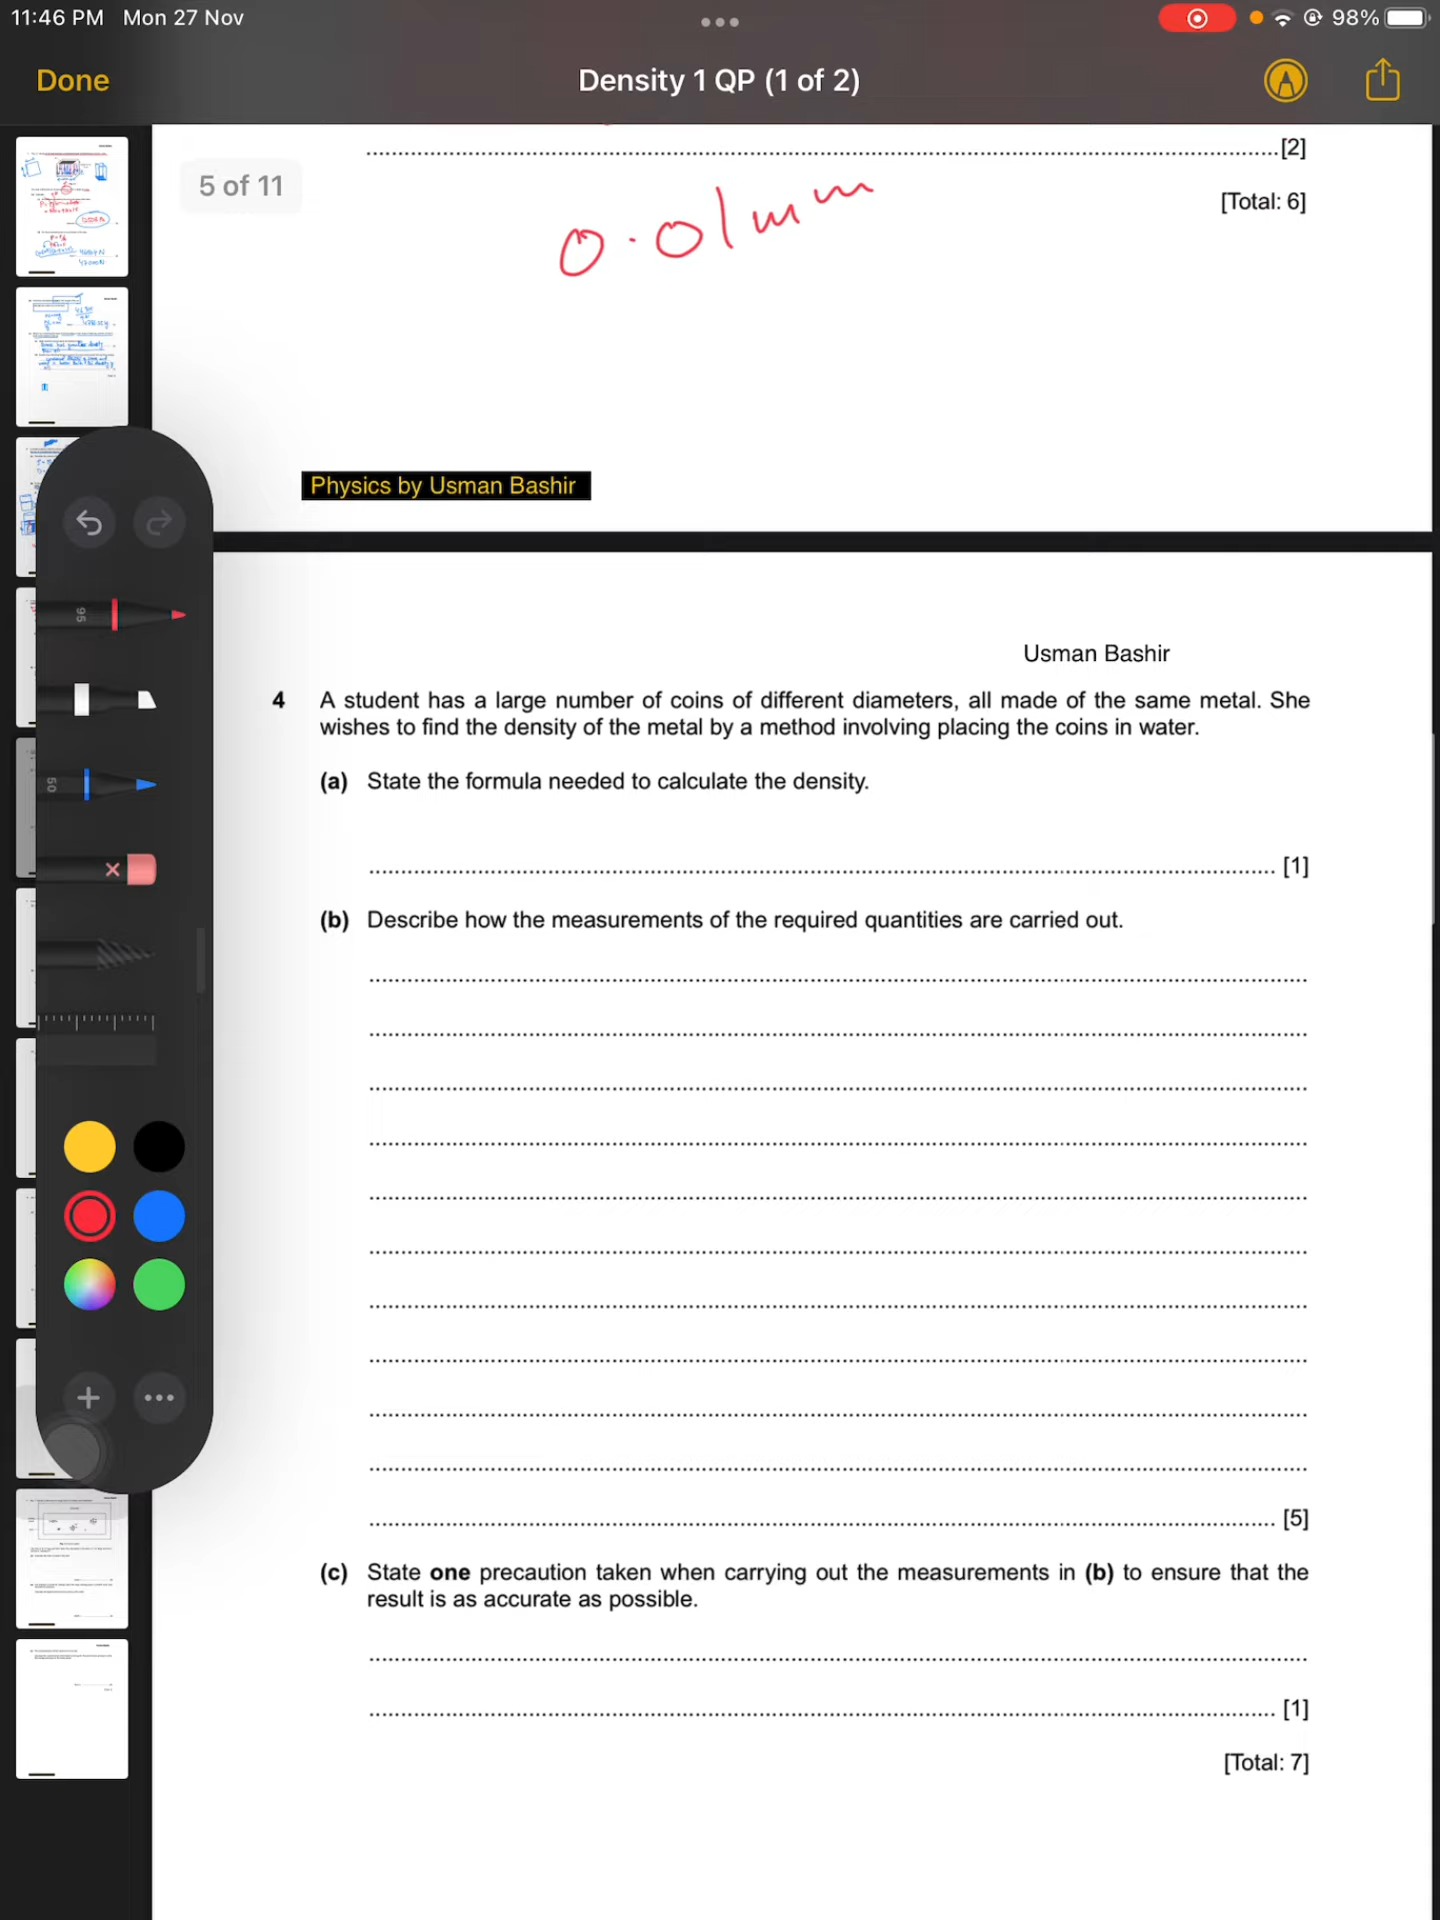 11:46 PM Mon 27 Nov
98%
Done
Density 1 QP (1 of 2)
[2]
5 of 11
[Total: 6]
0.01mm
Physics by Usman Bashir
Usman Bashir
4 A student has a large number of coins of different diameters, all made of the same metal. She
wishes to find the density of the metal by a method involving placing the coins in water.
(a) State the formula needed to calculate the density.
[1]
(b) Describe how the measurements of the required quantities are carried out.
[5]
(c) State one precaution taken when carrying out the measurements in (b) to ensure that the
result is as accurate as possible.
[1]
[Total: 7]
95
50